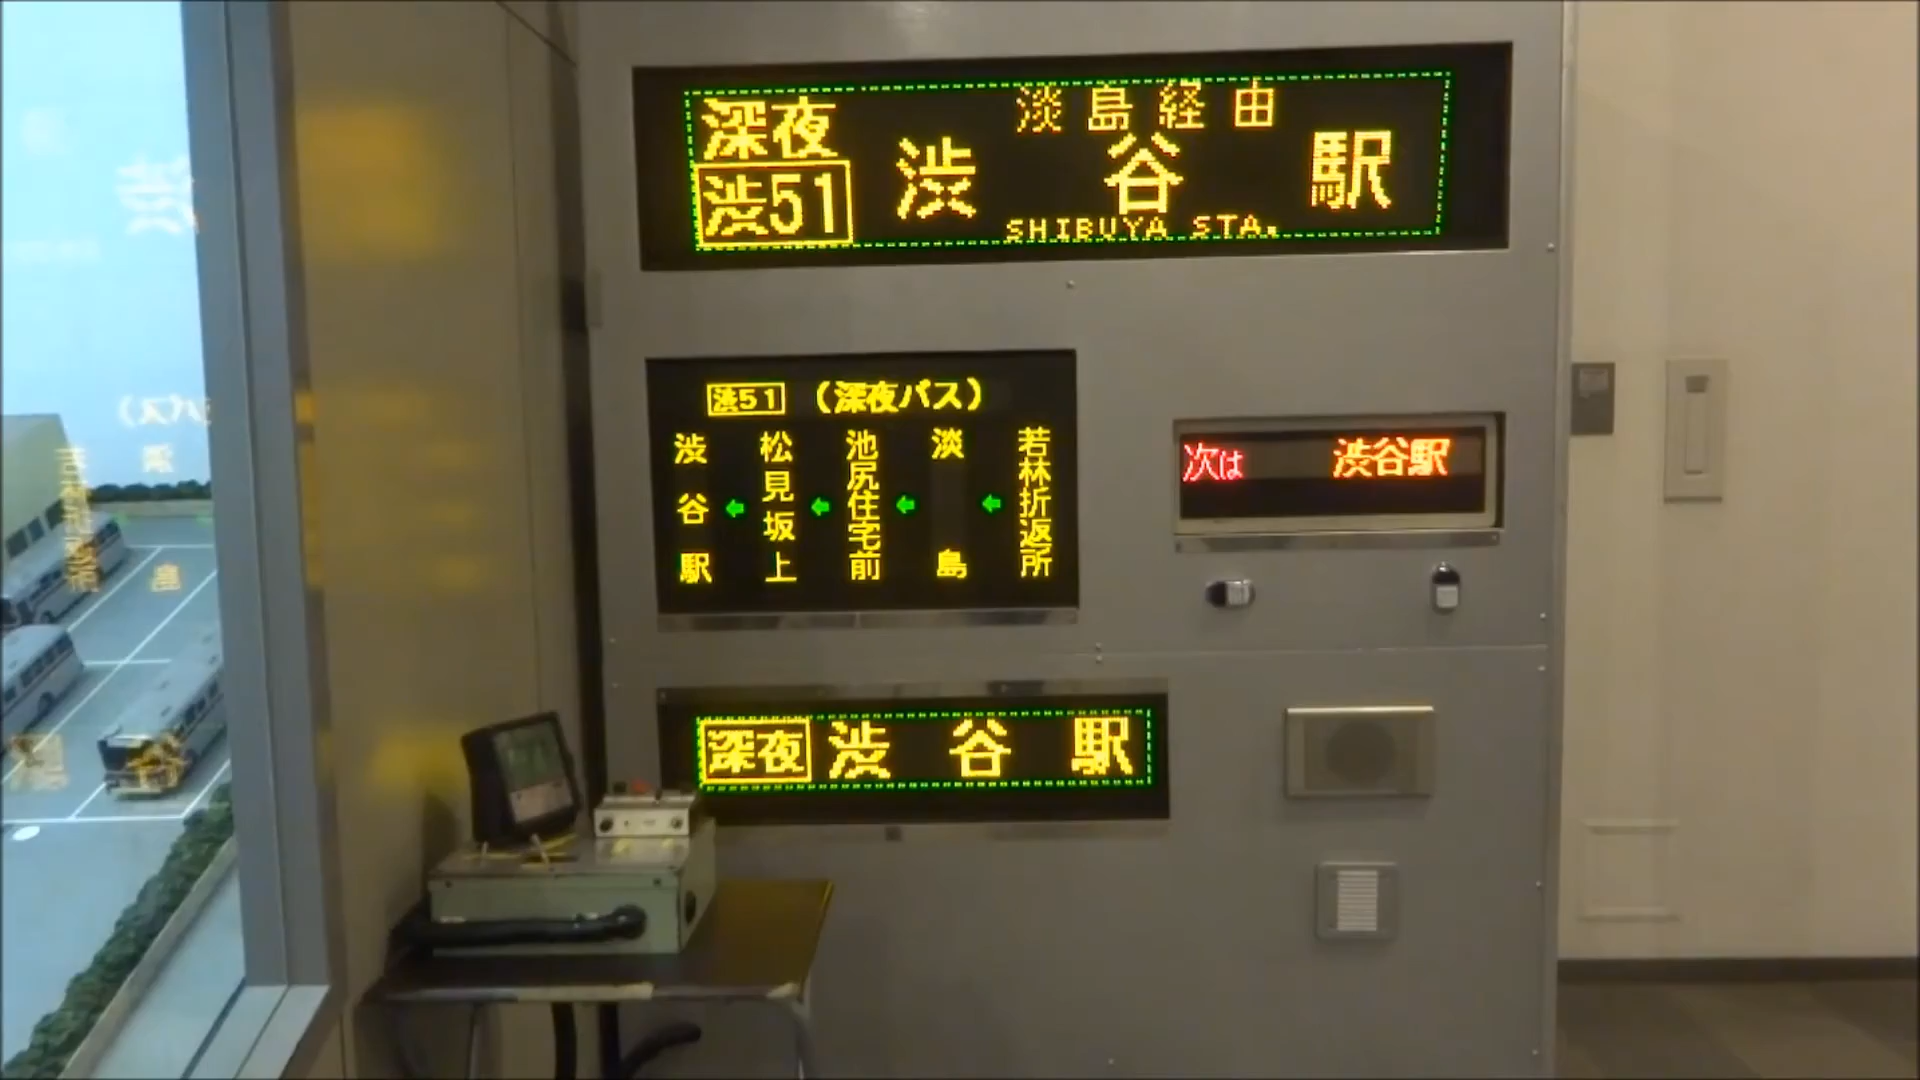 深夜
渋51
淡島経由
渋谷駅
SHIBUYA STA.
渋51 (深夜バス)
渋谷駅
松見坂上
池尻住宅前
淡島
若林折返所
次は 渋谷駅
深夜 渋谷駅